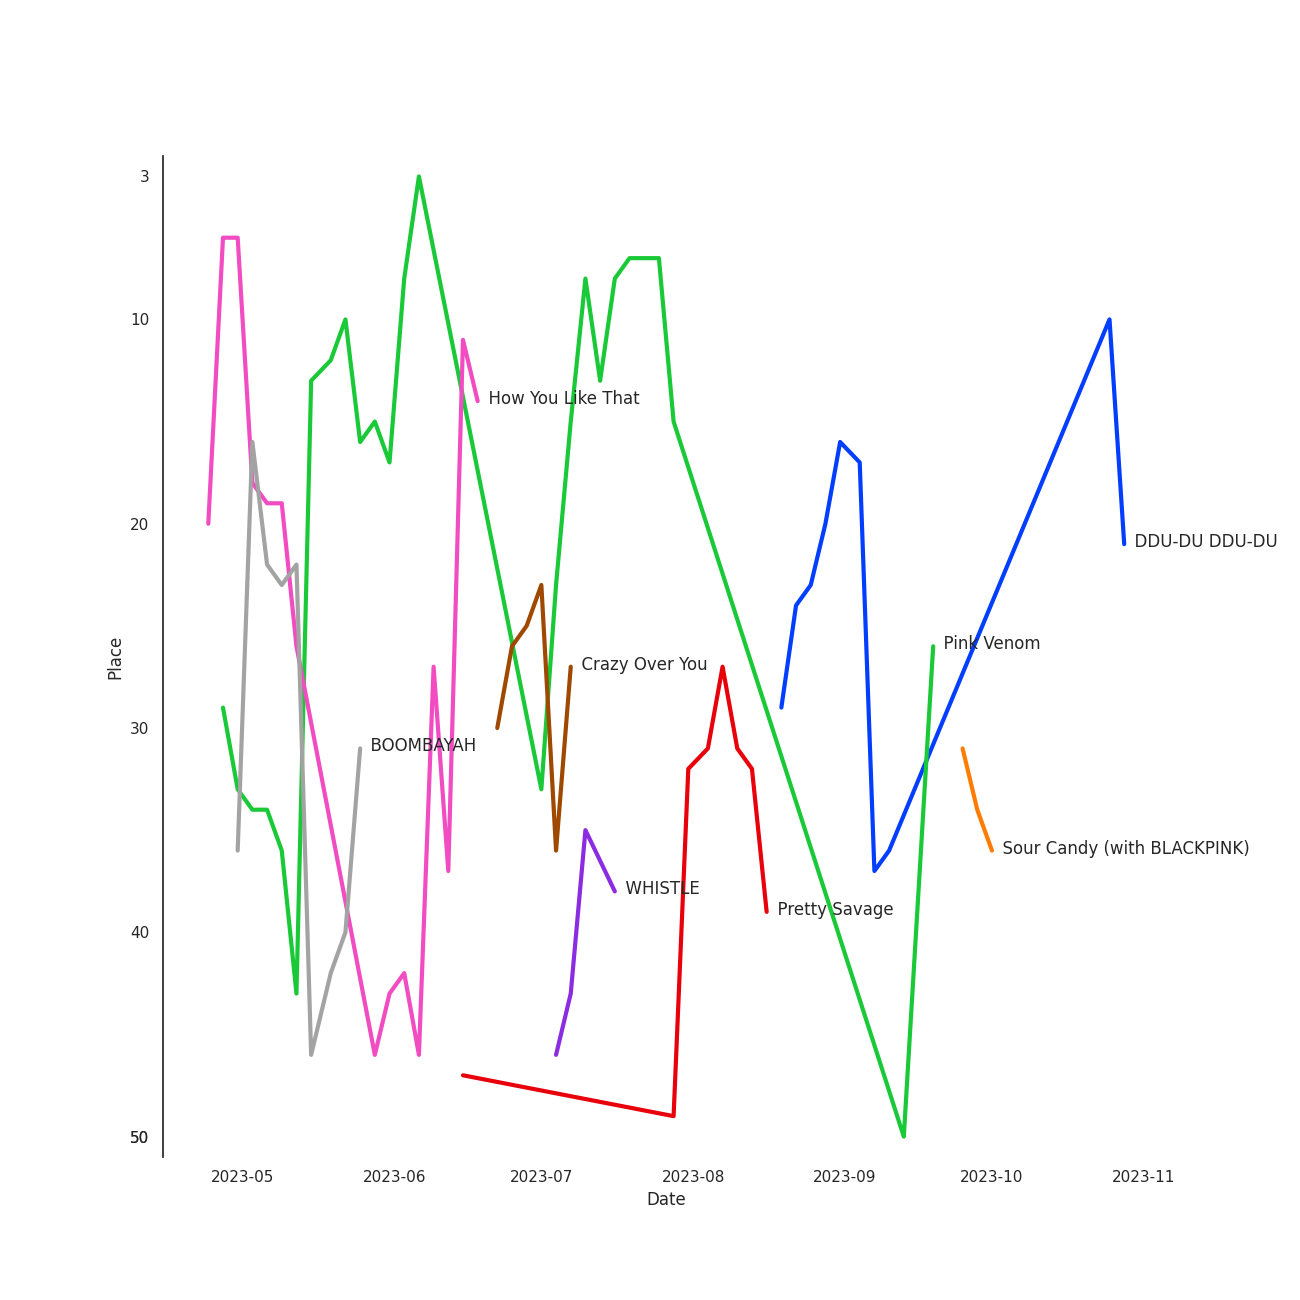 3
10
How You Like That
20
DDU-DU DDU-DU
Pink Venom
Crazy Over You
Place
30
BOOMBAYAH
Sour Candy (with BLACKPINK)
WHISTLE
Pretty Savage
40
50
2023-05 2023-06 2023-07 2023-08 2023-09 2023-10 2023-11
Date